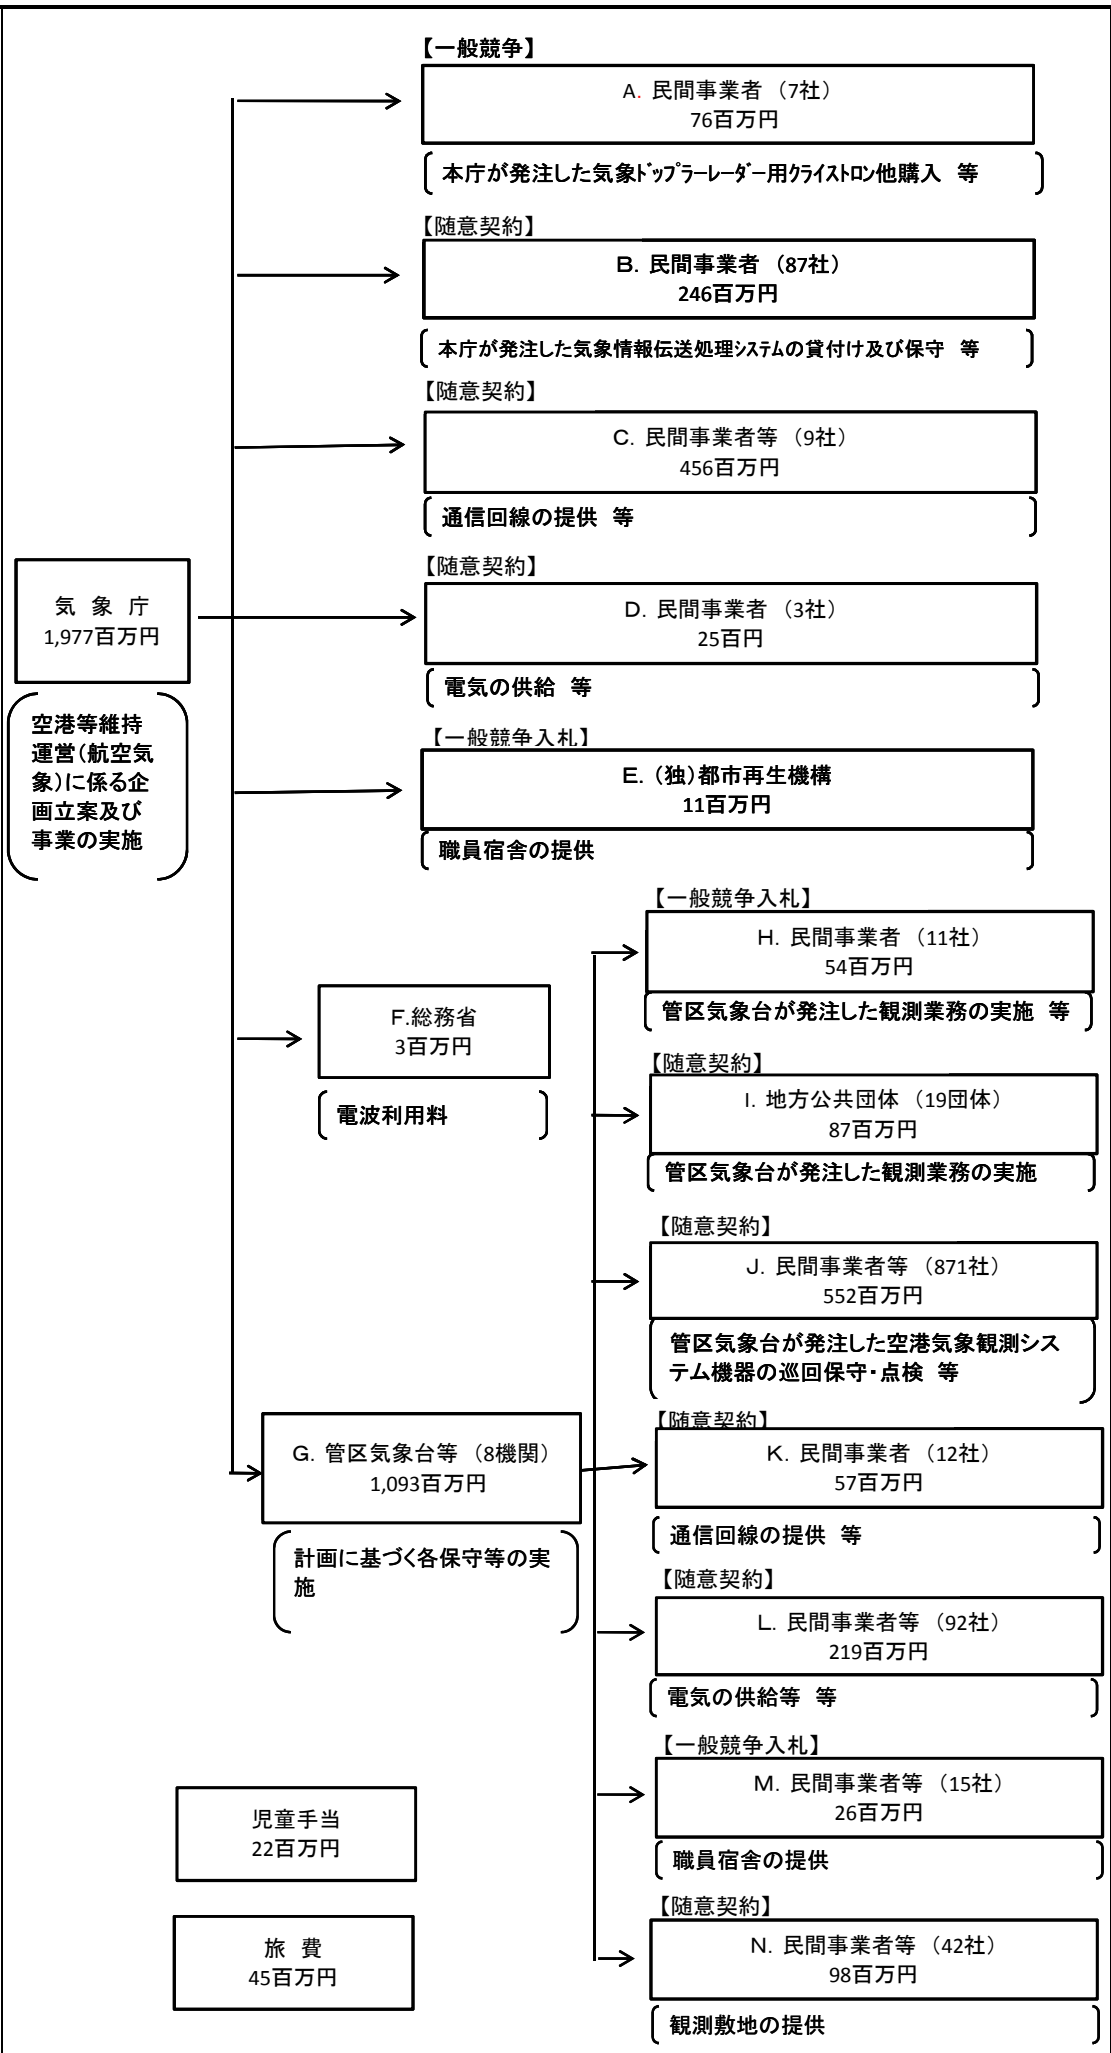 【一般競争】
A. 民間事業者 （7社）
76百万円
本庁が発注した気象ﾄﾞｯﾌﾟﾗｰﾚｰﾀﾞｰ用ｸﾗｲｽﾄﾛﾝ他購入 等
【随意契約】
B. 民間事業者 （87社）
246百万円
本庁が発注した気象情報伝送処理ｼｽﾃﾑの貸付け及び保守 等
【随意契約】
C. 民間事業者等 （9社）
456百万円
通信回線の提供 等
【随意契約】
D. 民間事業者 （3社）
25百円
電気の供給 等
気 象 庁
1,977百万円
空港等維持
運営（航空気
象）に係る企
画立案及び
事業の実施
【一般競争入札】
E. （独）都市再生機構
11百万円
職員宿舎の提供
F.総務省
3百万円
電波利用料
G. 管区気象台等 （8機関）
1,093百万円
計画に基づく各保守等の実
施
【一般競争入札】
H. 民間事業者 （11社）
54百万円
管区気象台が発注した観測業務の実施 等
【随意契約】
I. 地方公共団体 （19団体）
87百万円
管区気象台が発注した観測業務の実施
【随意契約】
J. 民間事業者等 （871社）
552百万円
管区気象台が発注した空港気象観測シス
テム機器の巡回保守・点検 等
【随意契約】
K. 民間事業者 （12社）
57百万円
通信回線の提供 等
【随意契約】
L. 民間事業者等 （92社）
219百万円
電気の供給等 等
【一般競争入札】
M. 民間事業者等 （15社）
26百万円
職員宿舎の提供
【随意契約】
N. 民間事業者等 （42社）
98百万円
観測敷地の提供
児童手当
22百万円
旅 費
45百万円